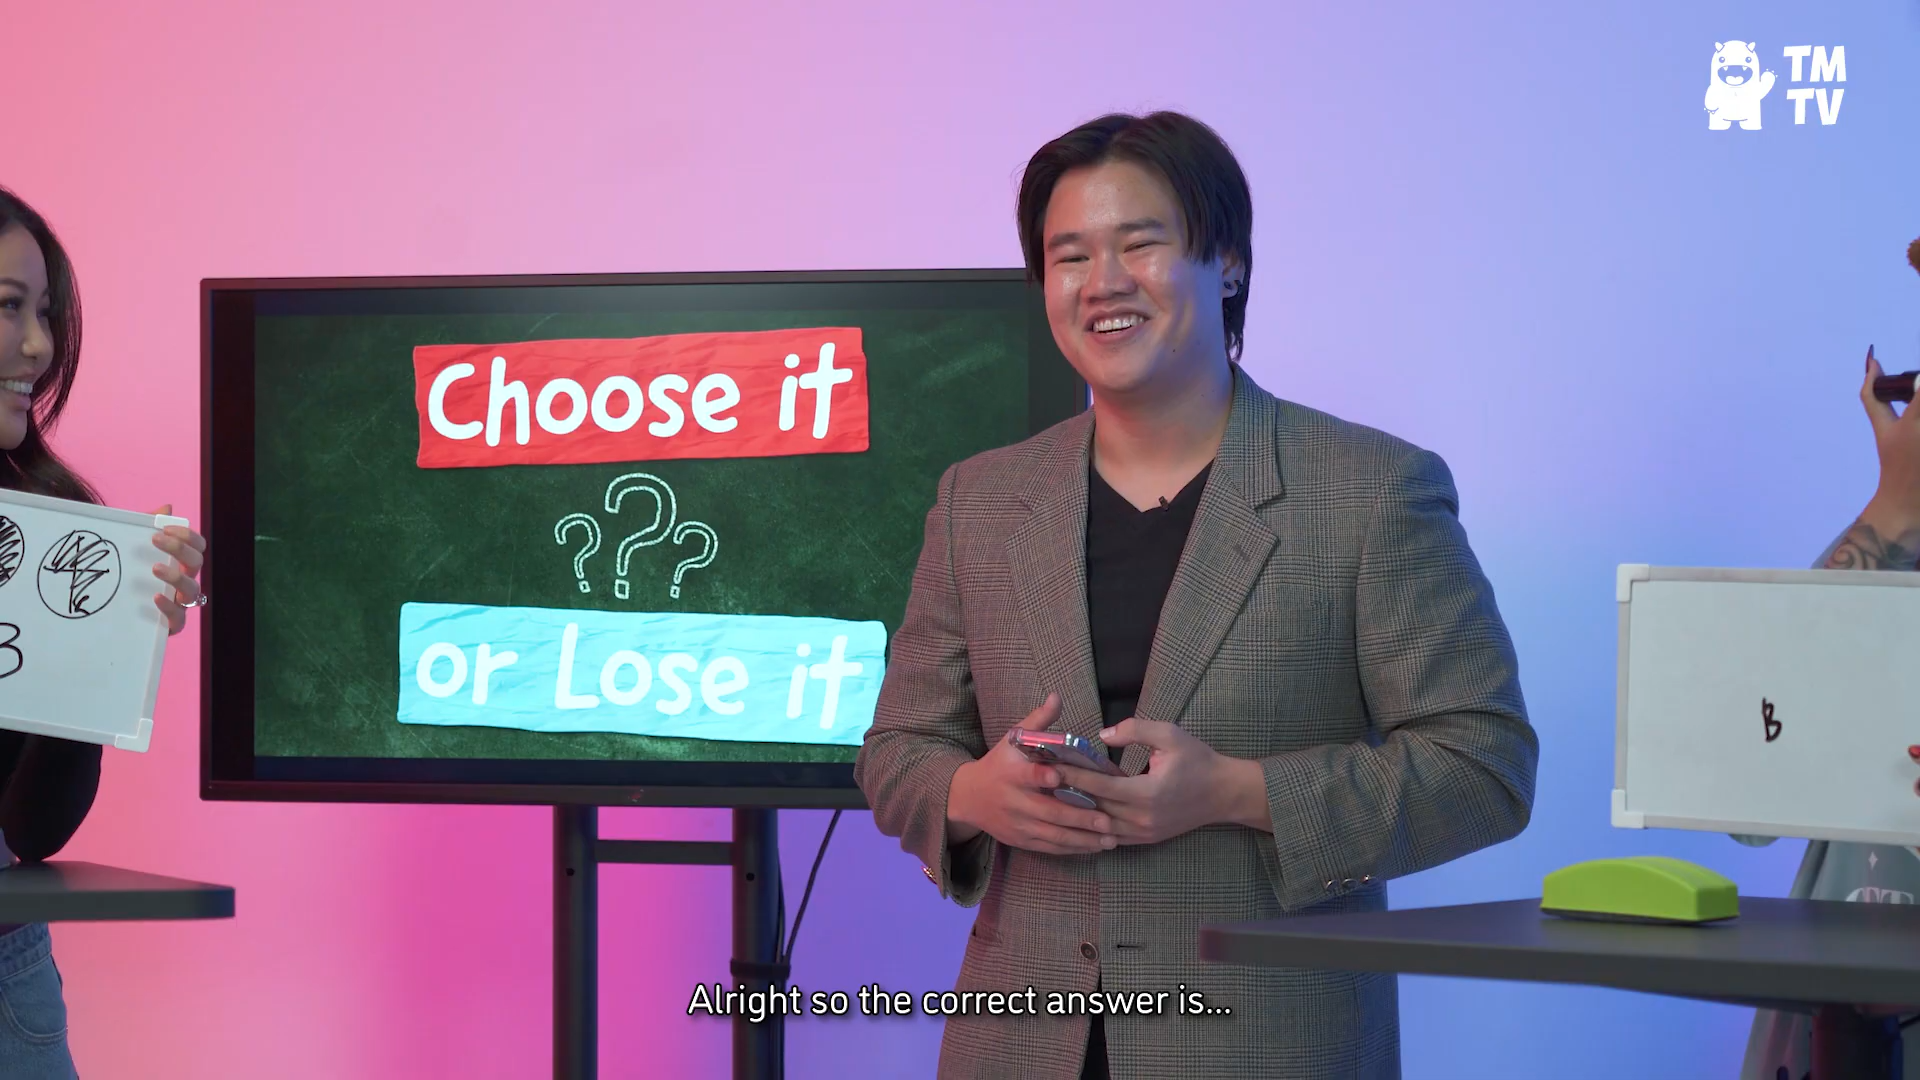 TM
TV
Choose it
???
or Lose it
B
B
Alright so the correct answer is...